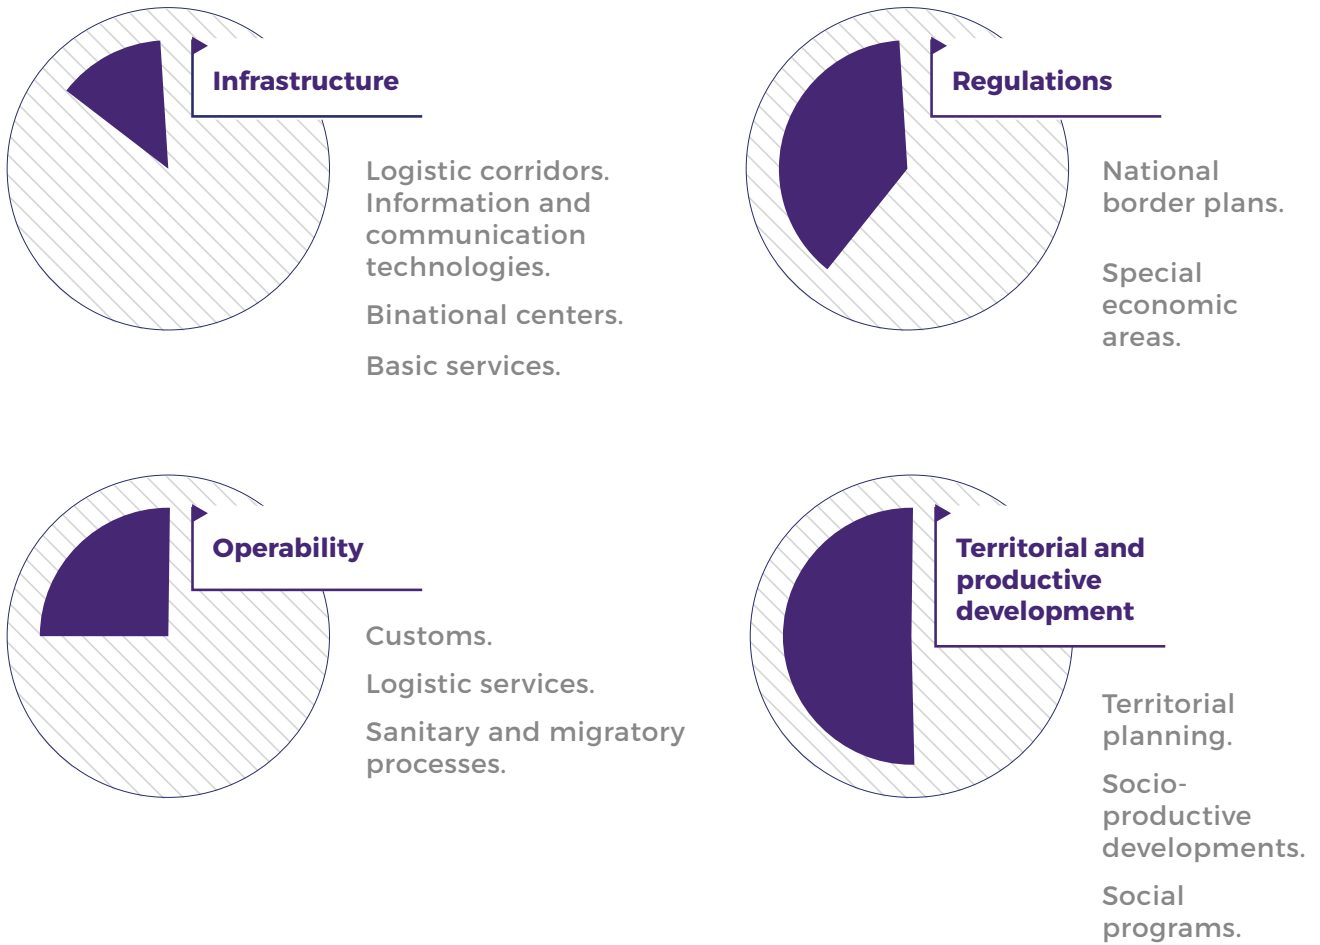 Infrastructure
Logistic corridors.
Information and
communication
technologies.
Binational centers.
Basic services.
Regulations
National
border plans.
Special
economic
areas.
Operability
Customs.
Logistic services.
Sanitary and migratory
processes.
Territorial and
productive
development
Territorial
planning.
Socio-
productive
developments.
Social
programs.